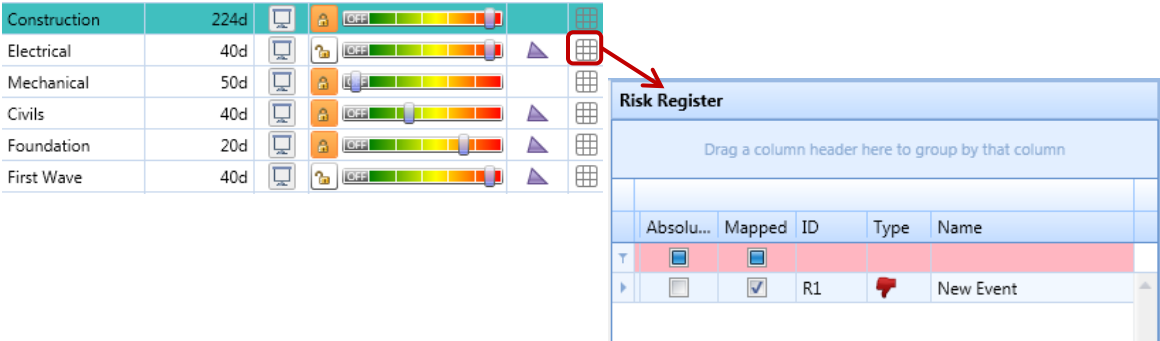 Construction 224d OFF
Electrical 40d OFF
Mechanical 50d
Civils 40d OFF
Foundation 20d OFF
First Wave 40d OFF
Risk Register
Drag a column header here to group by that column
Absolu... Mapped ID Type Name
R1 New Event